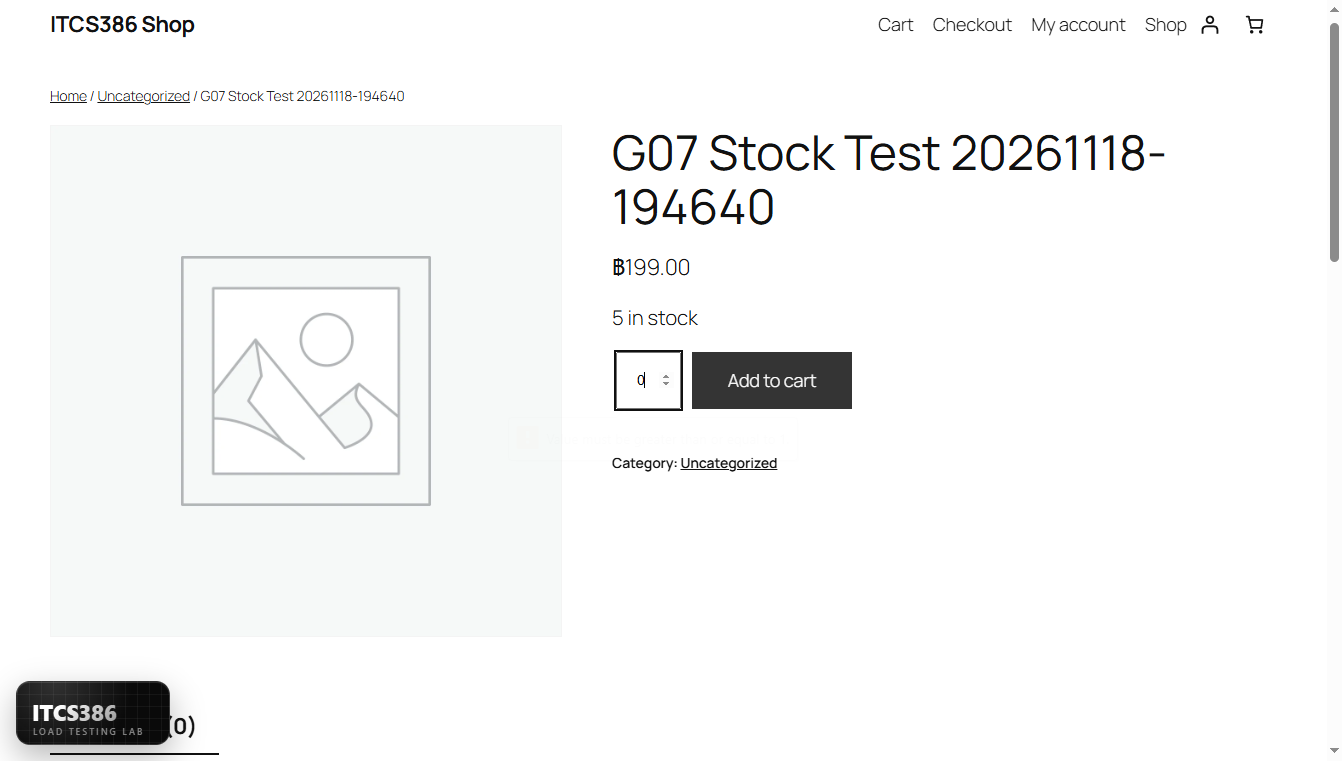 ITCS386 Shop
Cart Checkout My account Shop
Home / Uncategorized / G07 Stock Test 20261118-194640
G07 Stock Test 20261118-
194640
฿199.00
5 in stock
0
Add to cart
Category: Uncategorized
ITCS386
LOAD TESTING LAB
(0)